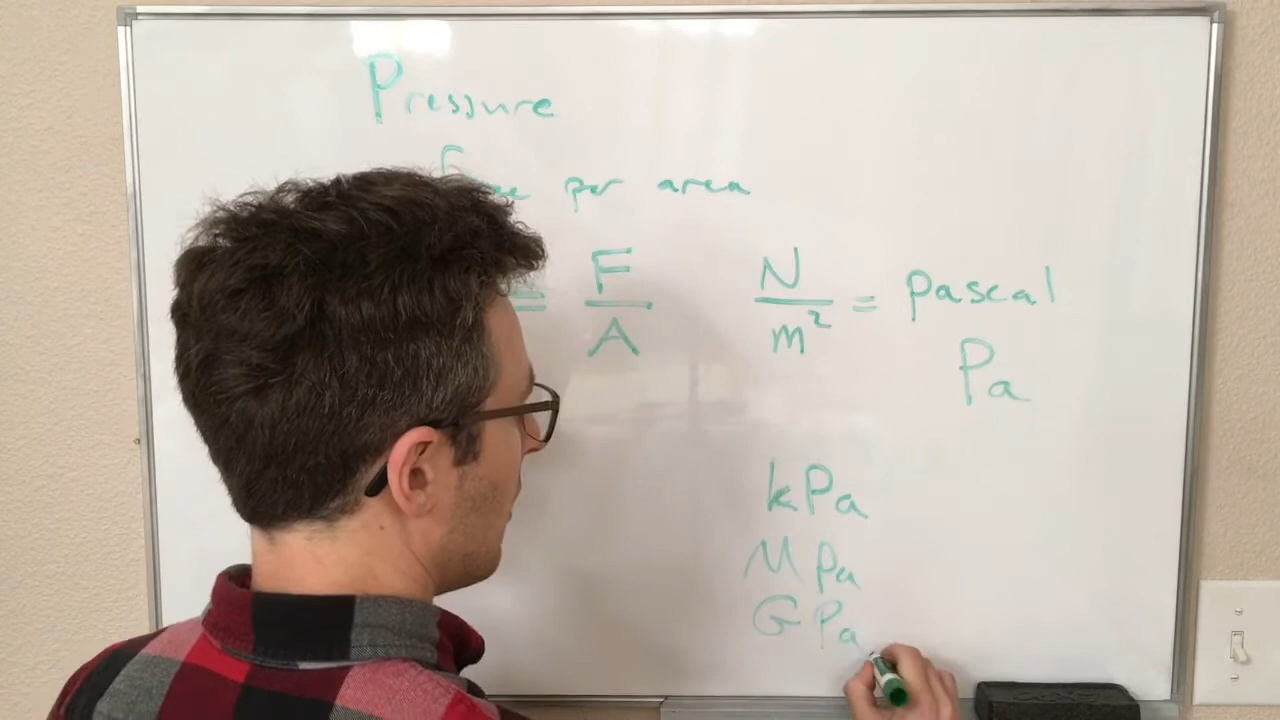 Pressure
per area
= F/A N/m² = pascal
Pa
kPa
MPa
GPa